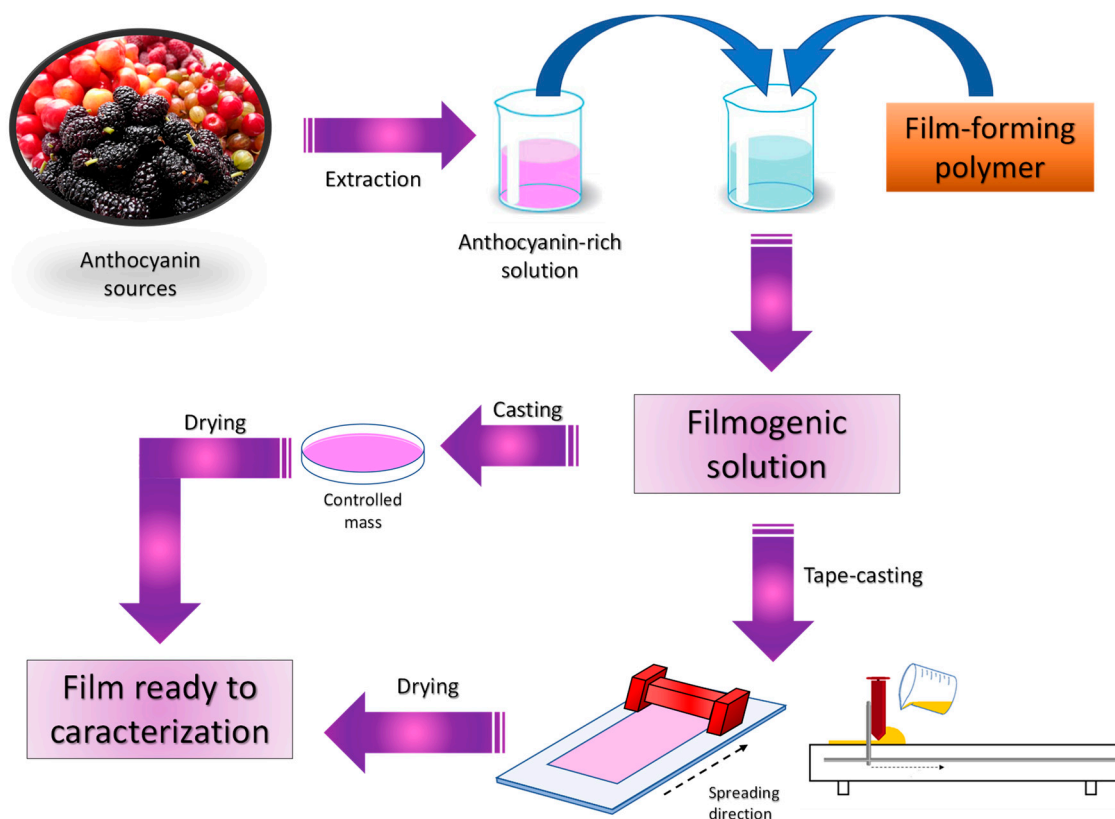 Extraction
Film-forming
polymer
Anthocyanin
sources
Anthocyanin-rich
solution
Drying
Casting
Filmogenic
solution
Controlled
mass
Tape-casting
Film ready to
caracterization
Drying
Spreading
direction